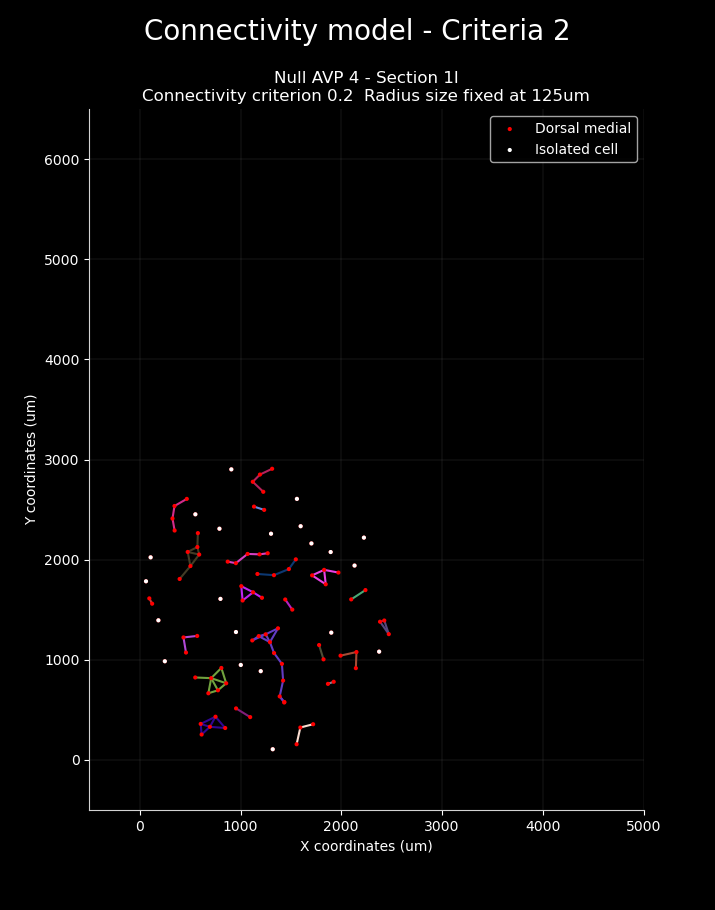 Connectivity model - Criteria 2
Null AVP 4 - Section 1I
Connectivity criterion 0.2  Radius size fixed at 125um
Dorsal medial
Isolated cell
6000
5000
4000
3000
2000
1000
0
Y coordinates (um)
0 1000 2000 3000 4000 5000
X coordinates (um)